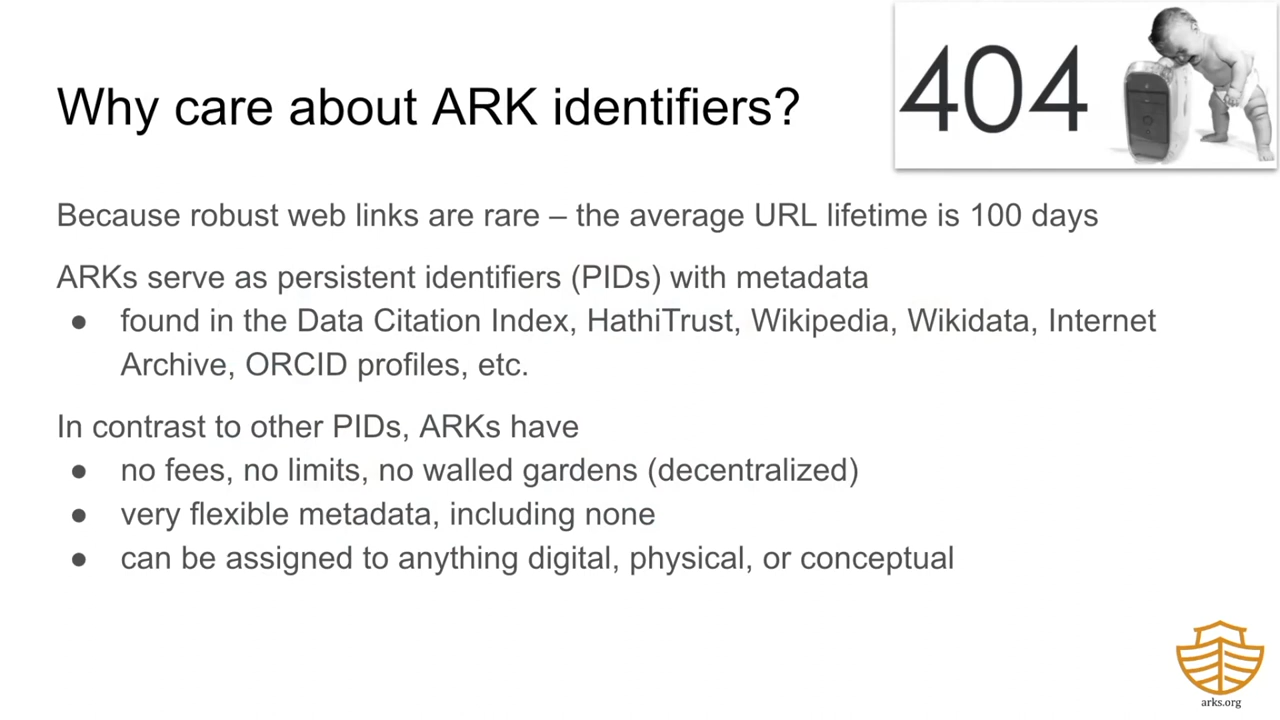 404
Why care about ARK identifiers?
Because robust web links are rare – the average URL lifetime is 100 days
ARKs serve as persistent identifiers (PIDs) with metadata
● found in the Data Citation Index, HathiTrust, Wikipedia, Wikidata, Internet
Archive, ORCID profiles, etc.
In contrast to other PIDs, ARKs have
● no fees, no limits, no walled gardens (decentralized)
● very flexible metadata, including none
● can be assigned to anything digital, physical, or conceptual
arks.org